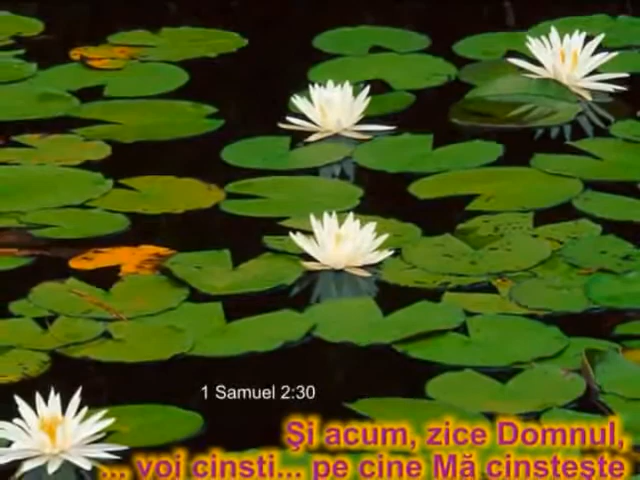 1 Samuel 2:30
Şi acum, zice Domnul,
... voi cinsti... pe cine Mă cinsteşte